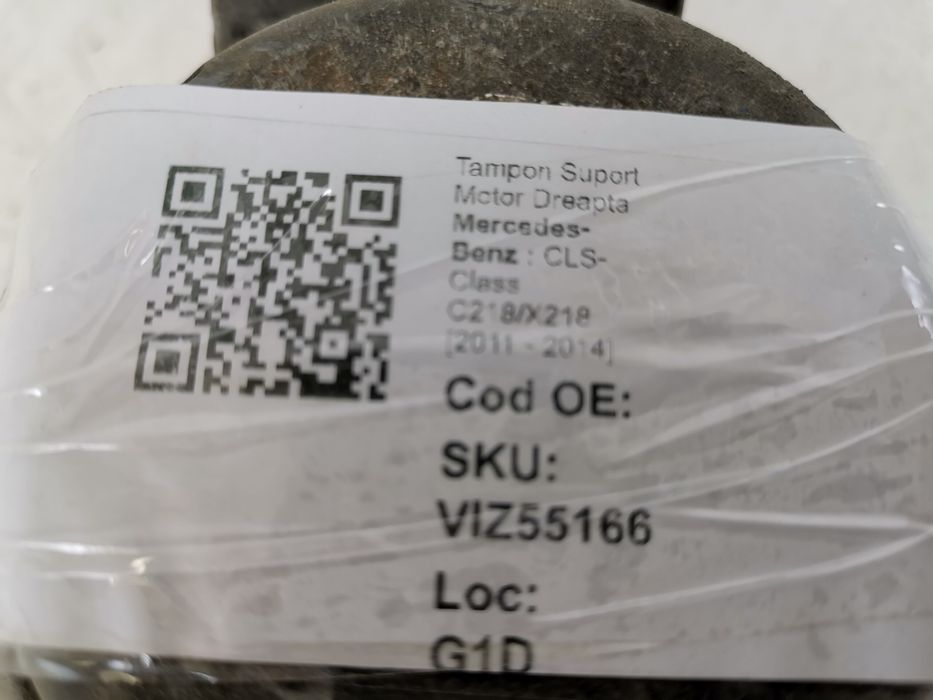 Tampon Suport
Motor Dreapta
Mercedes-
Benz : CLS-
Class
C218/X218
[2011 - 2014]
Cod OE:
SKU:
VIZ55166
Loc:
G1D